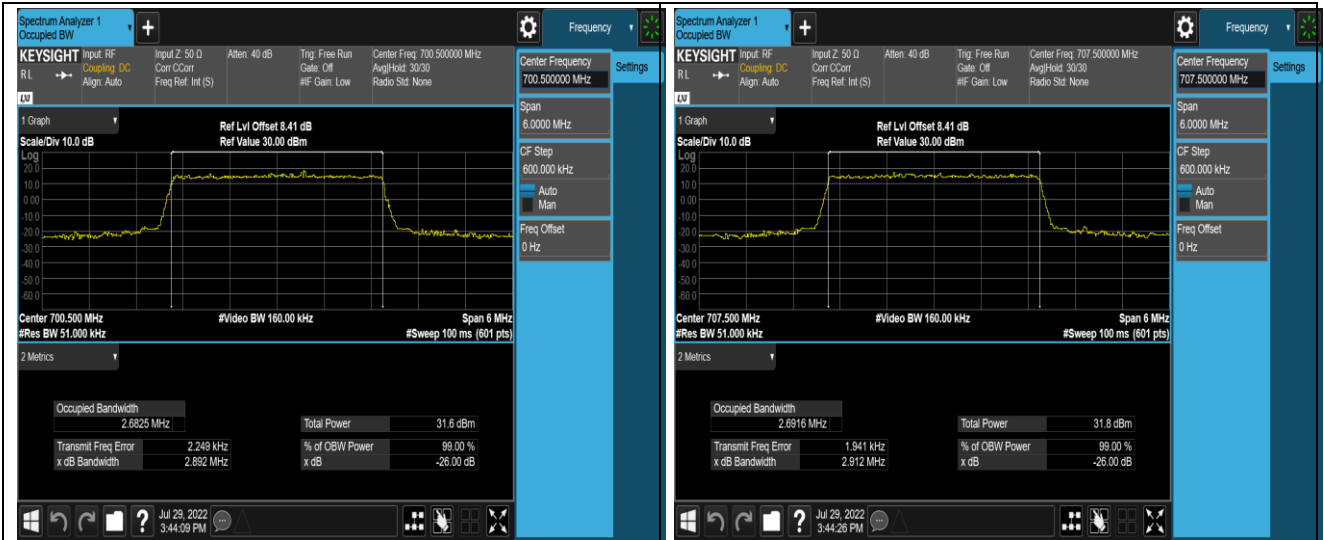 Spectrum Analyzer 1
Occupied BW
Frequency
KEYSIGHT
RL
LXI
Input: RF
Coupling: DC
Align: Auto
Input Z: 50 Ω
Corr CCorr
Freq Ref: Int (S)
Atten: 40 dB
Trig: Free Run
Gate: Off
#IF Gain: Low
Center Freq: 700.500000 MHz
Avg|Hold: 30/30
Radio Std: None
Center Frequency
700.500000 MHz
Settings
Span
6.0000 MHz
CF Step
600.000 kHz
Auto
Man
Freq Offset
0 Hz
1 Graph
Scale/Div 10.0 dB
Ref Lvl Offset 8.41 dB
Ref Value 30.00 dBm
Log
20.0
10.0
0.00
-10.0
-20.0
-30.0
-40.0
-50.0
-60.0
Center 700.500 MHz
#Video BW 160.00 kHz
Span 6 MHz
#Res BW 51.000 kHz
#Sweep 100 ms (601 pts)
2 Metrics
Occupied Bandwidth
2.6825 MHz
Total Power 31.6 dBm
Transmit Freq Error 2.249 kHz
% of OBW Power 99.00 %
x dB Bandwidth 2.892 MHz
x dB -26.00 dB
?
Jul 29, 2022
3:44:09 PM
Spectrum Analyzer 1
Occupied BW
Frequency
KEYSIGHT
RL
LXI
Input: RF
Coupling: DC
Align: Auto
Input Z: 50 Ω
Corr CCorr
Freq Ref: Int (S)
Atten: 40 dB
Trig: Free Run
Gate: Off
#IF Gain: Low
Center Freq: 707.500000 MHz
Avg|Hold: 30/30
Radio Std: None
Center Frequency
707.500000 MHz
Settings
Span
6.0000 MHz
CF Step
600.000 kHz
Auto
Man
Freq Offset
0 Hz
1 Graph
Scale/Div 10.0 dB
Ref Lvl Offset 8.41 dB
Ref Value 30.00 dBm
Log
20.0
10.0
0.00
-10.0
-20.0
-30.0
-40.0
-50.0
-60.0
Center 707.500 MHz
#Video BW 160.00 kHz
Span 6 MHz
#Res BW 51.000 kHz
#Sweep 100 ms (601 pts)
2 Metrics
Occupied Bandwidth
2.6916 MHz
Total Power 31.8 dBm
Transmit Freq Error 1.941 kHz
% of OBW Power 99.00 %
x dB Bandwidth 2.912 MHz
x dB -26.00 dB
?
Jul 29, 2022
3:44:26 PM